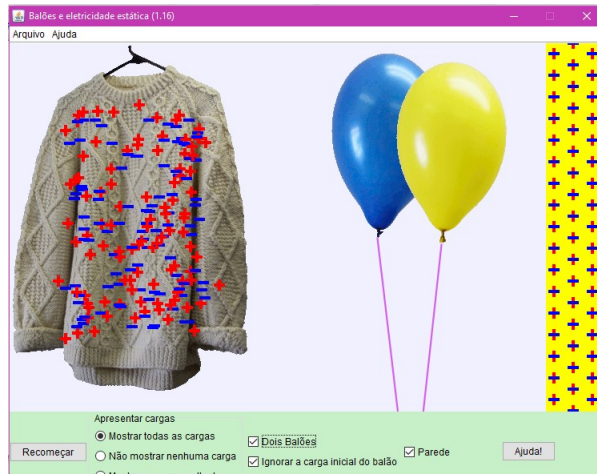 Balões e eletricidade estática (1.16)
Arquivo Ajuda
Apresentar cargas
Mostrar todas as cargas
Não mostrar nenhuma carga
Recomeçar
Dois Balões
Ignorar a carga inicial do balão
Parede
Ajuda!